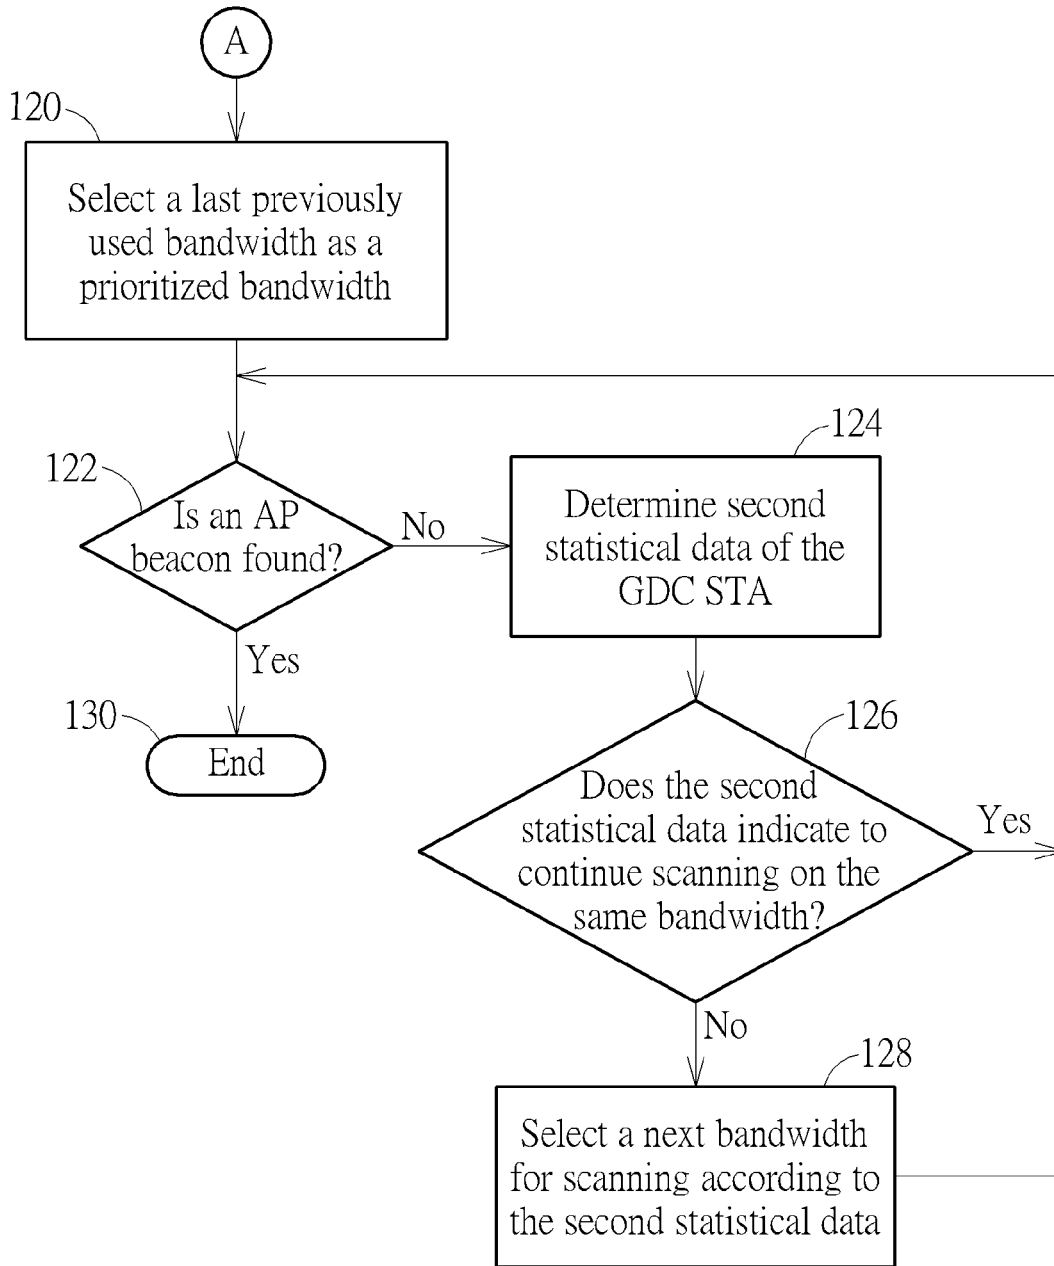 A
120
Select a last previously
used bandwidth as a
prioritized bandwidth
122
Is an AP
beacon found?
No
Yes
130
End
124
Determine second
statistical data of the
GDC STA
126
Does the second
statistical data indicate to
continue scanning on the
same bandwidth?
Yes
No
128
Select a next bandwidth
for scanning according to
the second statistical data